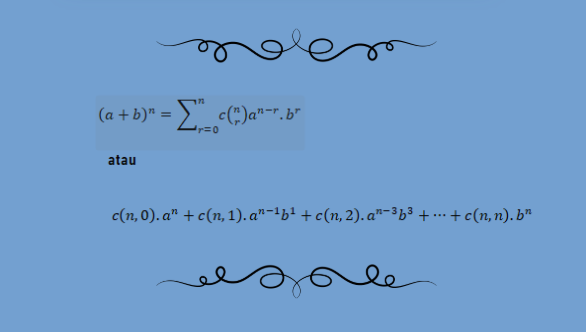 (a + b)ⁿ = ∑ⁿᵣ₌₀ c(ⁿᵣ)aⁿ⁻ʳ.bʳ
atau
c(n, 0).aⁿ + c(n, 1).aⁿ⁻¹b¹ + c(n, 2).aⁿ⁻³b³ + ⋯ + c(n, n).bⁿ